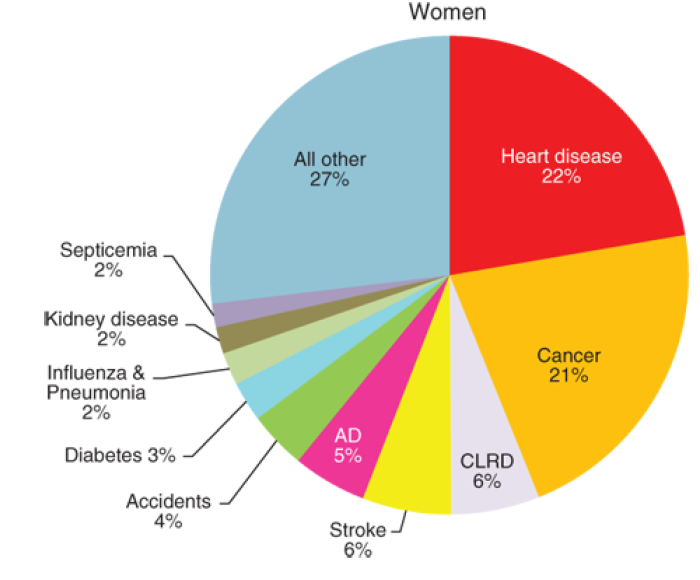 Women
Heart disease
22%
Cancer
21%
CLRD
6%
Stroke
6%
AD
5%
Accidents
4%
Diabetes 3%
Influenza &
Pneumonia
2%
Kidney disease
2%
Septicemia
2%
All other
27%